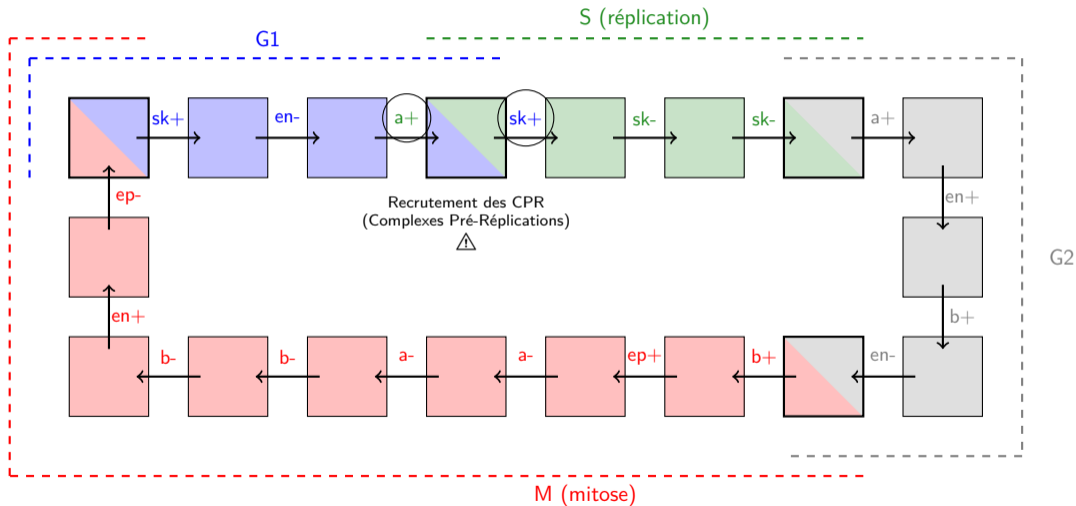 S (réplication)
G1
sk+
en-
a+
sk+
sk-
sk-
a+
ep-
Recrutement des CPR
(Complexes Pré-Réplications)
en+
G2
en+
b+
b-
b-
a-
a-
ep+
b+
en-
M (mitose)